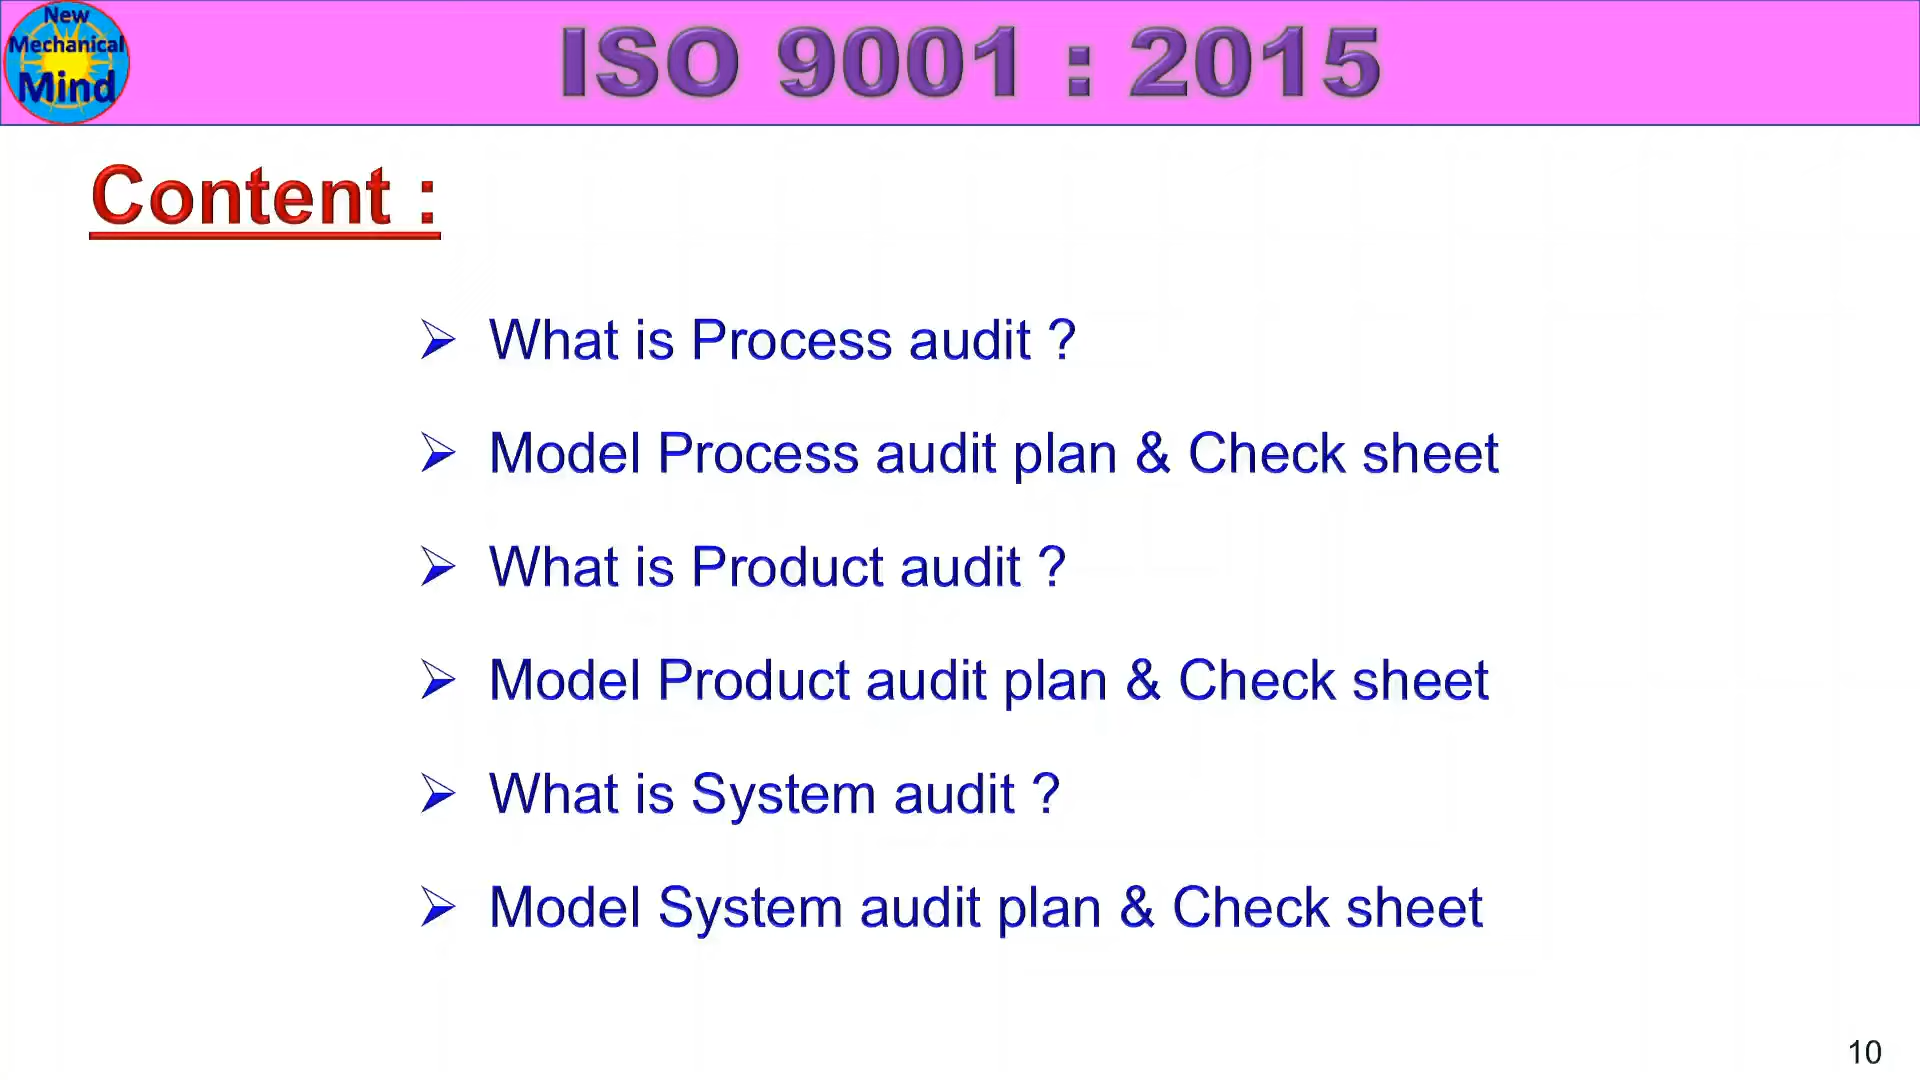 New
Mechanical
Mind
ISO 9001 : 2015
Content :
➢ What is Process audit ?
➢ Model Process audit plan & Check sheet
➢ What is Product audit ?
➢ Model Product audit plan & Check sheet
➢ What is System audit ?
➢ Model System audit plan & Check sheet
10